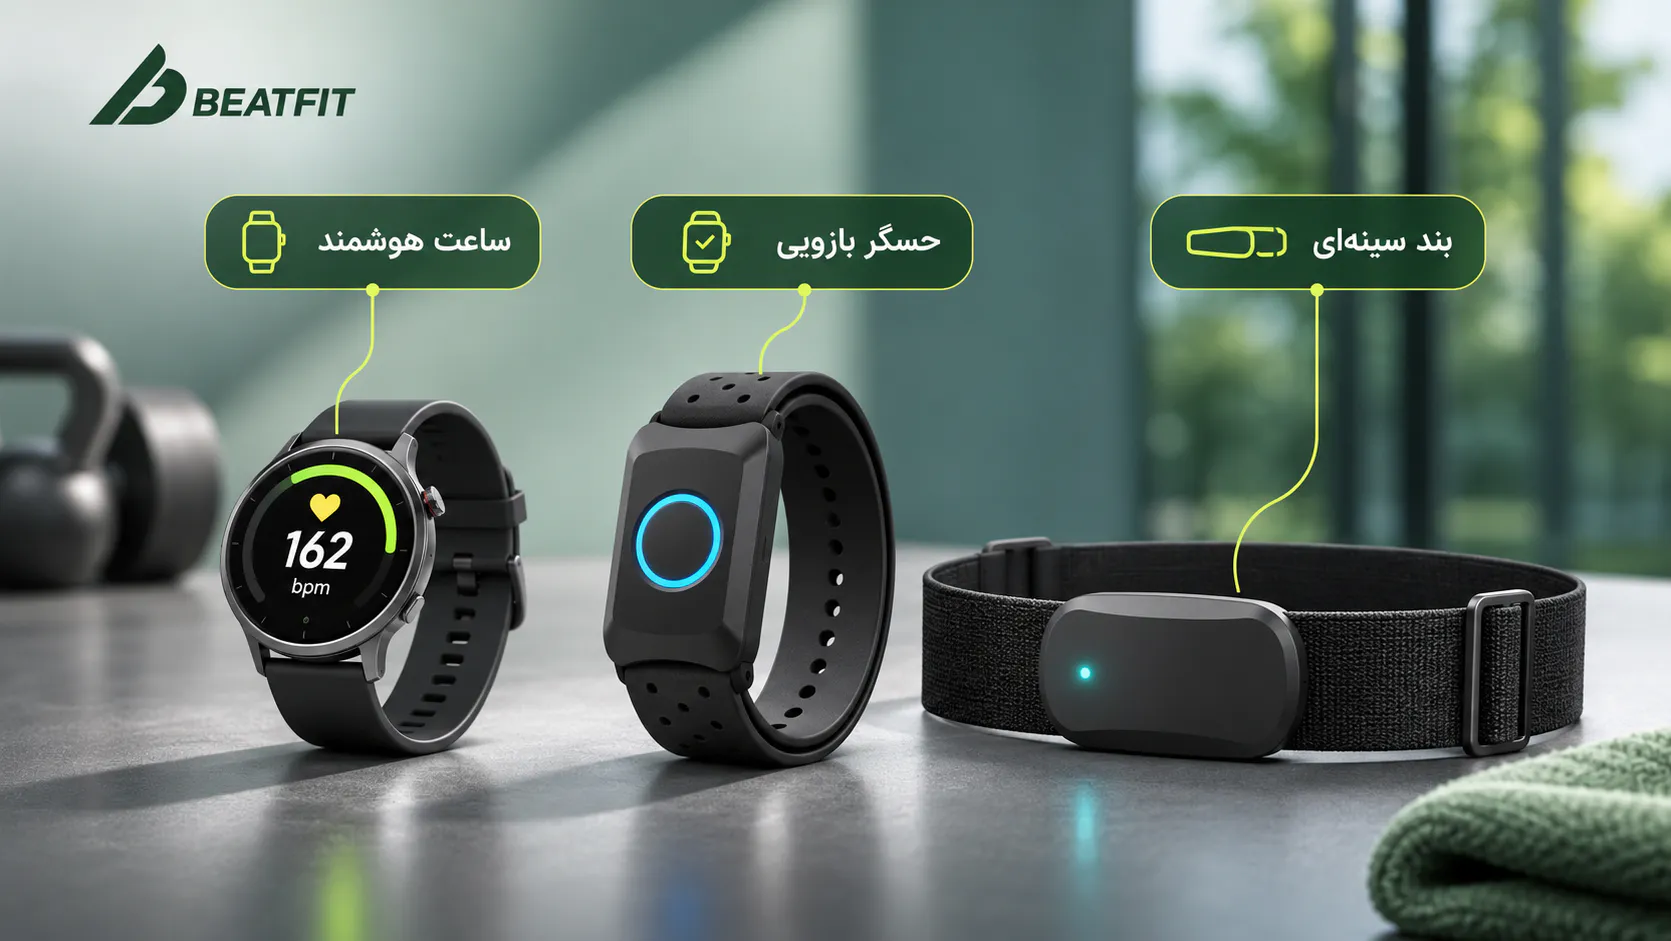 BEATFIT
ساعت هوشمند
حسگر بازویی
بند سینه‌ای
162
bpm